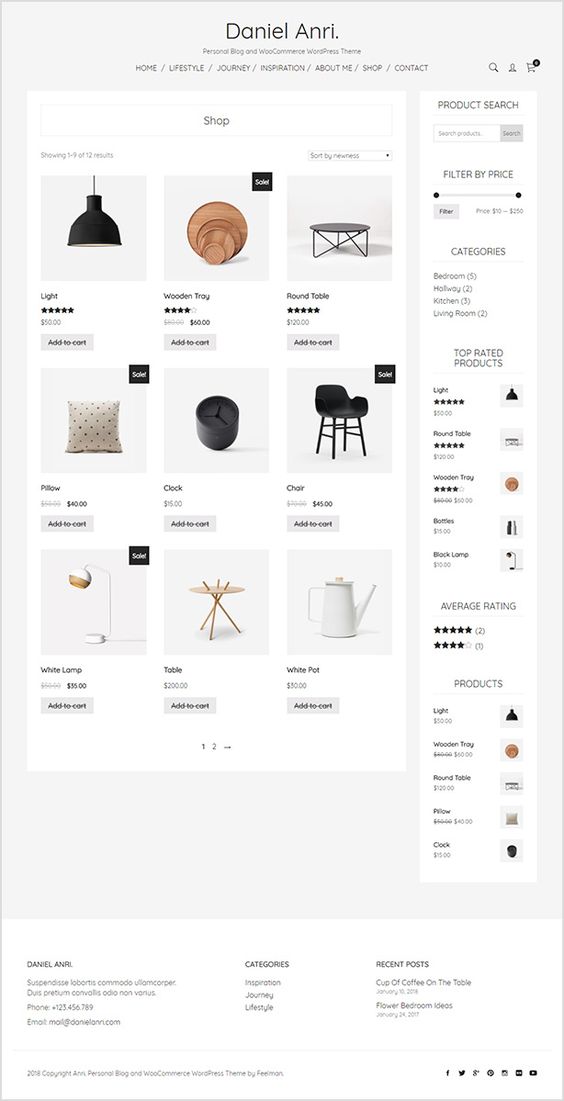 Daniel Anri.
Personal Blog and WooCommerce WordPress Theme
HOME / LIFESTYLE / JOURNEY / INSPIRATION / ABOUT ME / SHOP / CONTACT
0
Shop
Showing 1–9 of 12 results
Sort by newness
Light
$50.00
Add to cart
Sale!
Wooden Tray
$80.00 $60.00
Add to cart
Round Table
$120.00
Add to cart
Sale!
Pillow
$50.00 $40.00
Add to cart
Clock
$15.00
Add to cart
Sale!
Chair
$70.00 $45.00
Add to cart
Sale!
White Lamp
$50.00 $35.00
Add to cart
Table
$200.00
Add to cart
White Pot
$30.00
Add to cart
1 2 →
PRODUCT SEARCH
Search products…
Search
FILTER BY PRICE
Filter
Price: $10 — $250
CATEGORIES
Bedroom (5)
Hallway (2)
Kitchen (3)
Living Room (2)
TOP RATED
PRODUCTS
Light
$50.00
Round Table
$120.00
Wooden Tray
$80.00 $60.00
Bottles
$15.00
Black Lamp
$10.00
AVERAGE RATING
(2)
(1)
PRODUCTS
Light
$50.00
Wooden Tray
$80.00 $60.00
Round Table
$120.00
Pillow
$50.00 $40.00
Clock
$15.00
DANIEL ANRI.
Suspendisse lobortis commodo ullamcorper.
Duis pretium convallis odio non varius.
Phone: +123.456.789
Email: mail@danielanri.com
CATEGORIES
Inspiration
Journey
Lifestyle
RECENT POSTS
Cup Of Coffee On The Table
January 10, 2018
Flower Bedroom Ideas
January 24, 2017
2018 Copyright Anri. Personal Blog and WooCommerce WordPress Theme by Feelman.